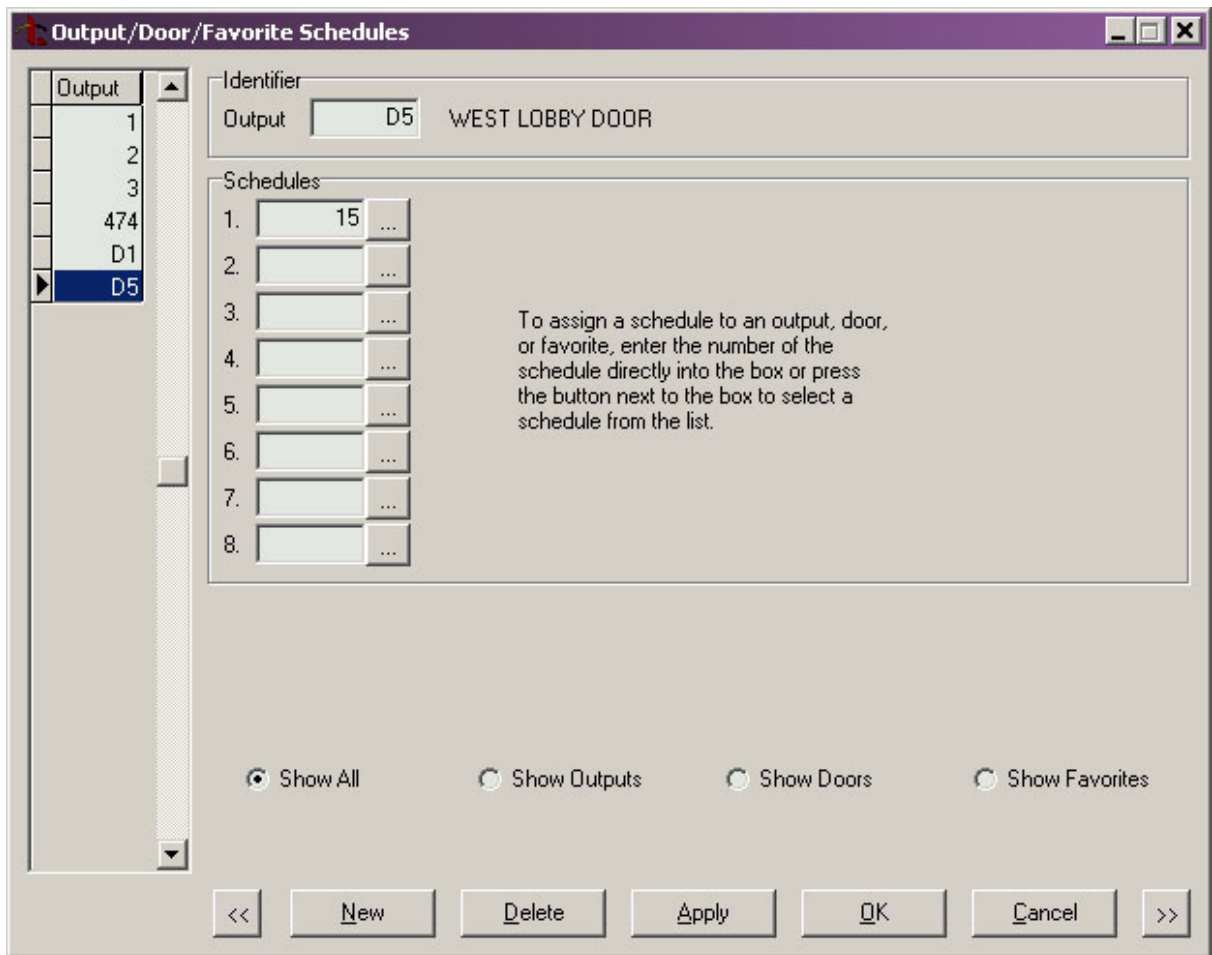 Output/Door/Favorite Schedules
Output
1
2
3
474
D1
D5
Identifier
Output D5 WEST LOBBY DOOR
Schedules
1. 15 ...
2. ...
3. ...
4. ...
5. ...
6. ...
7. ...
8. ...
To assign a schedule to an output, door,
or favorite, enter the number of the
schedule directly into the box or press
the button next to the box to select a
schedule from the list.
Show All Show Outputs Show Doors Show Favorites
<< New Delete Apply OK Cancel >>